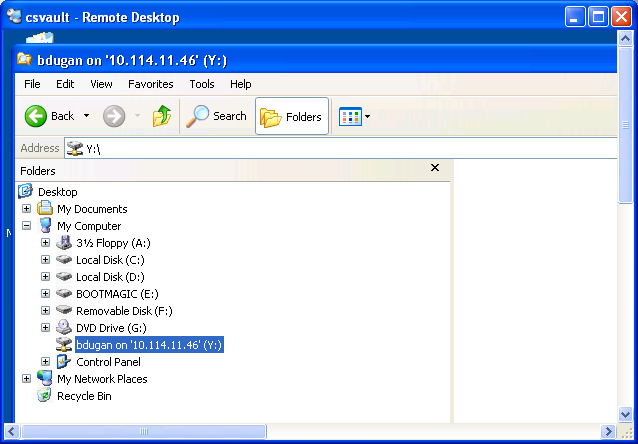 csvault - Remote Desktop
bdugan on '10.114.11.46' (Y:)
File Edit View Favorites Tools Help
Back Search Folders
Address Y:\
Folders
Desktop
My Documents
My Computer
3½ Floppy (A:)
Local Disk (C:)
Local Disk (D:)
BOOTMAGIC (E:)
Removable Disk (F:)
DVD Drive (G:)
bdugan on '10.114.11.46' (Y:)
Control Panel
My Network Places
Recycle Bin